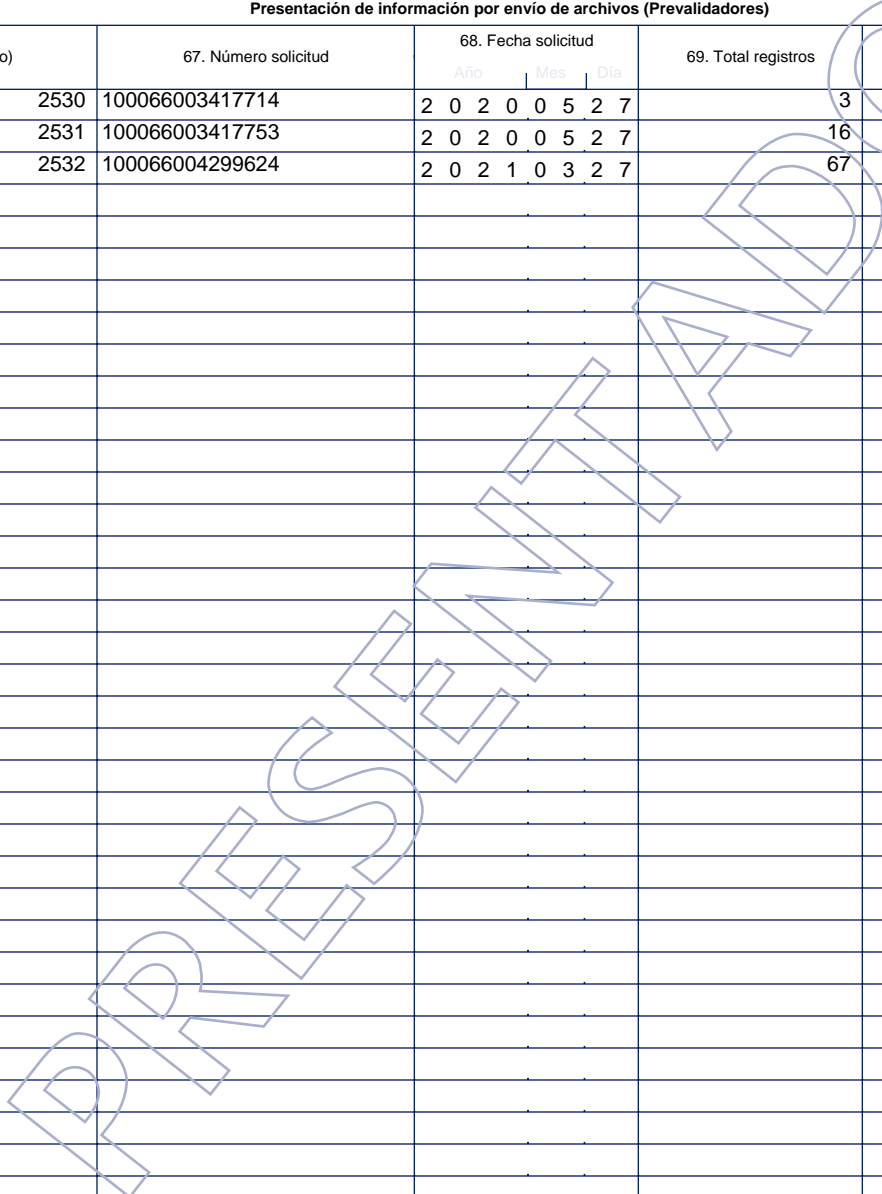 Presentación de información por envío de archivos (Prevalidadores)
o) 67. Número solicitud 68. Fecha solicitud 69. Total registros
Año Mes Día
2530 100066003417714 2 0 2 0 0 5 2 7 3
2531 100066003417753 2 0 2 0 0 5 2 7 16
2532 100066004299624 2 0 2 1 0 3 2 7 67
PRESENTADO